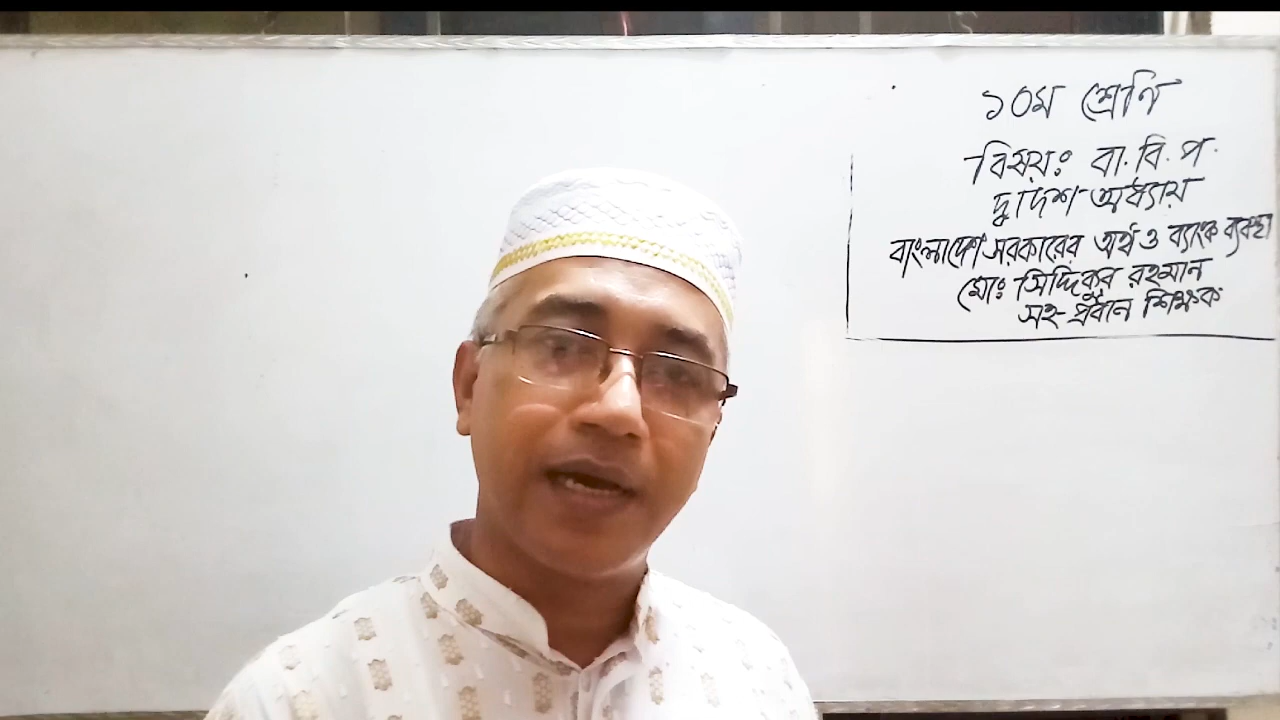 ১০ম শ্রেণি
বিষয়ঃ বা. বি. প.
দ্বাদশ অধ্যায়
বাংলাদেশ সরকারের অর্থ ও ব্যাংক ব্যবস্থা
মোঃ সিদ্দিকুর রহমান
সহ-প্রধান শিক্ষক